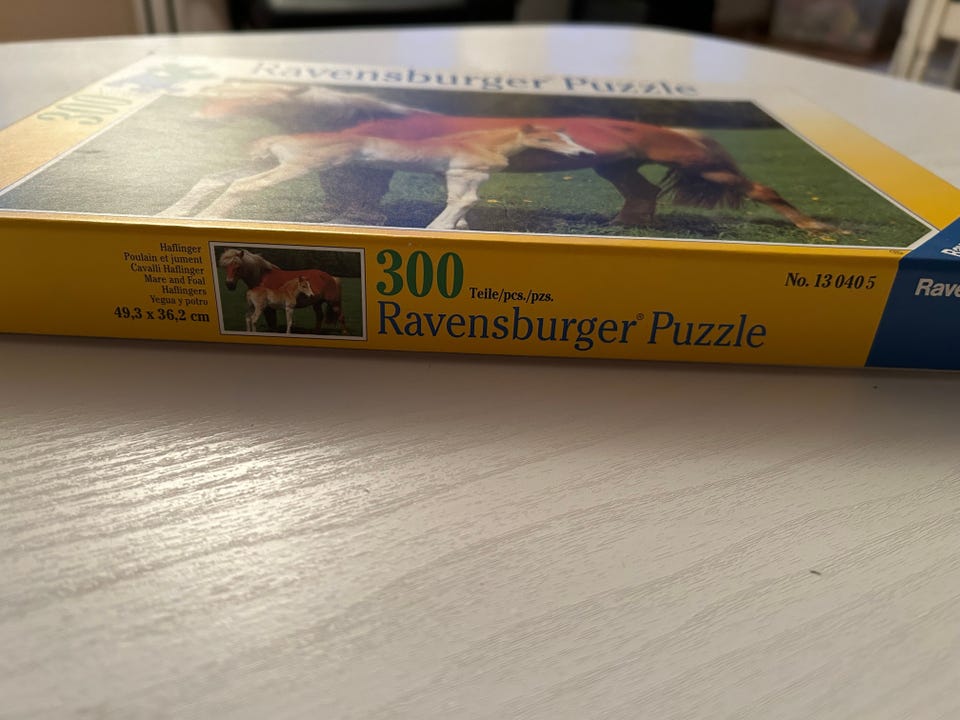 Ravensburger Puzzle
300
Haflinger
Poulain et jument
Cavalli Haflinger
Mare and Foal
Haflingers
Yegua y potro
49,3 x 36,2 cm
300 Teile/pcs./pzs.
Ravensburger® Puzzle
No. 13 040 5